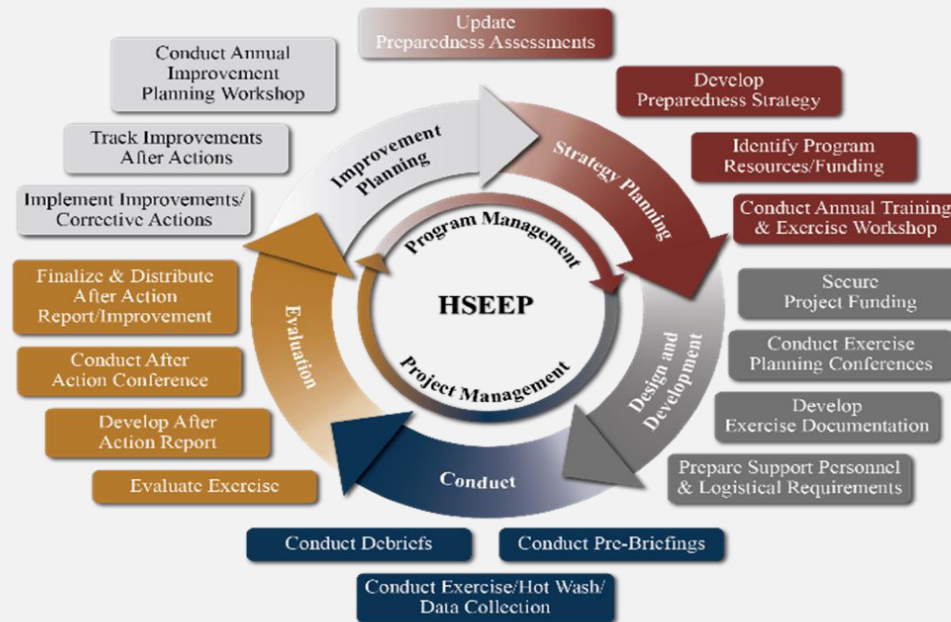 Update
Preparedness Assessments
Develop
Preparedness Strategy
Identify Program
Resources/Funding
Conduct Annual Training
& Exercise Workshop
Secure
Project Funding
Conduct Exercise
Planning Conferences
Develop
Exercise Documentation
Prepare Support Personnel
& Logistical Requirements
Conduct Pre-Briefings
Conduct Exercise/Hot Wash/
Data Collection
Conduct Debriefs
Evaluate Exercise
Develop After
Action Report
Conduct After
Action Conference
Finalize & Distribute
After Action
Report/Improvement
Implement Improvements/
Corrective Actions
Track Improvements
After Actions
Conduct Annual
Improvement
Planning Workshop
Improvement
Planning
Strategy Planning
Design and
Development
Conduct
Evaluation
Program Management
HSEEP
Project Management